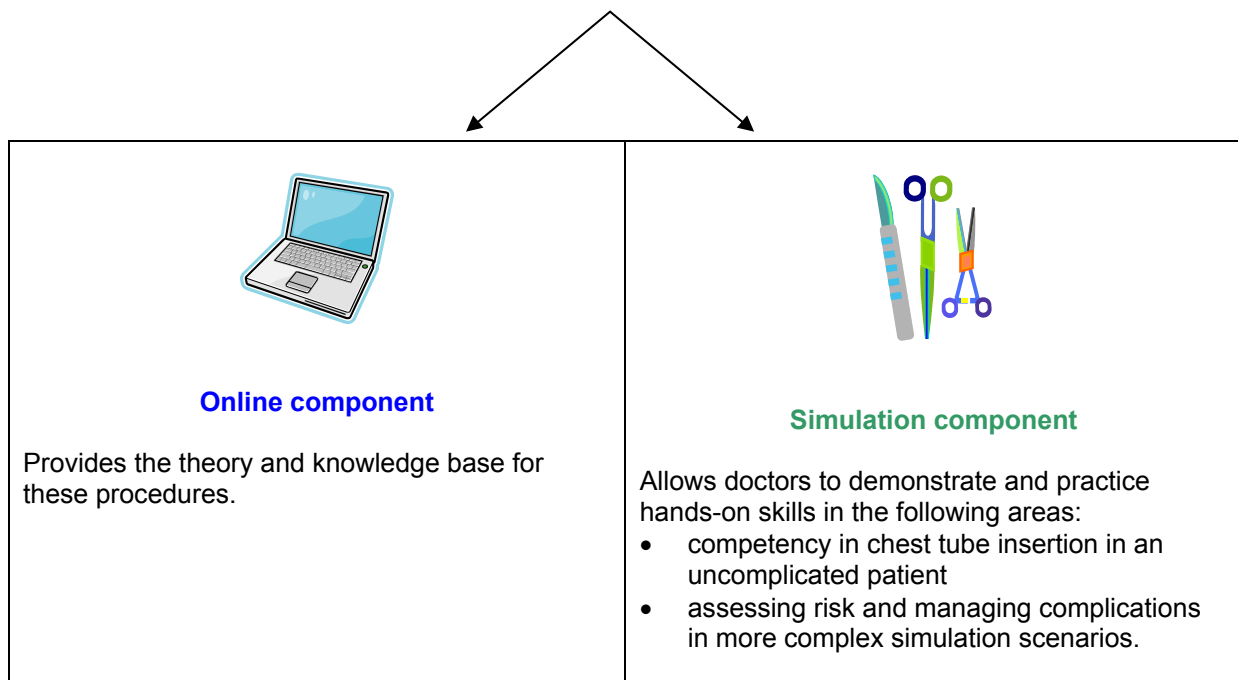 Online component
Provides the theory and knowledge base for
these procedures.
Simulation component
Allows doctors to demonstrate and practice
hands-on skills in the following areas:
• competency in chest tube insertion in an
uncomplicated patient
• assessing risk and managing complications
in more complex simulation scenarios.